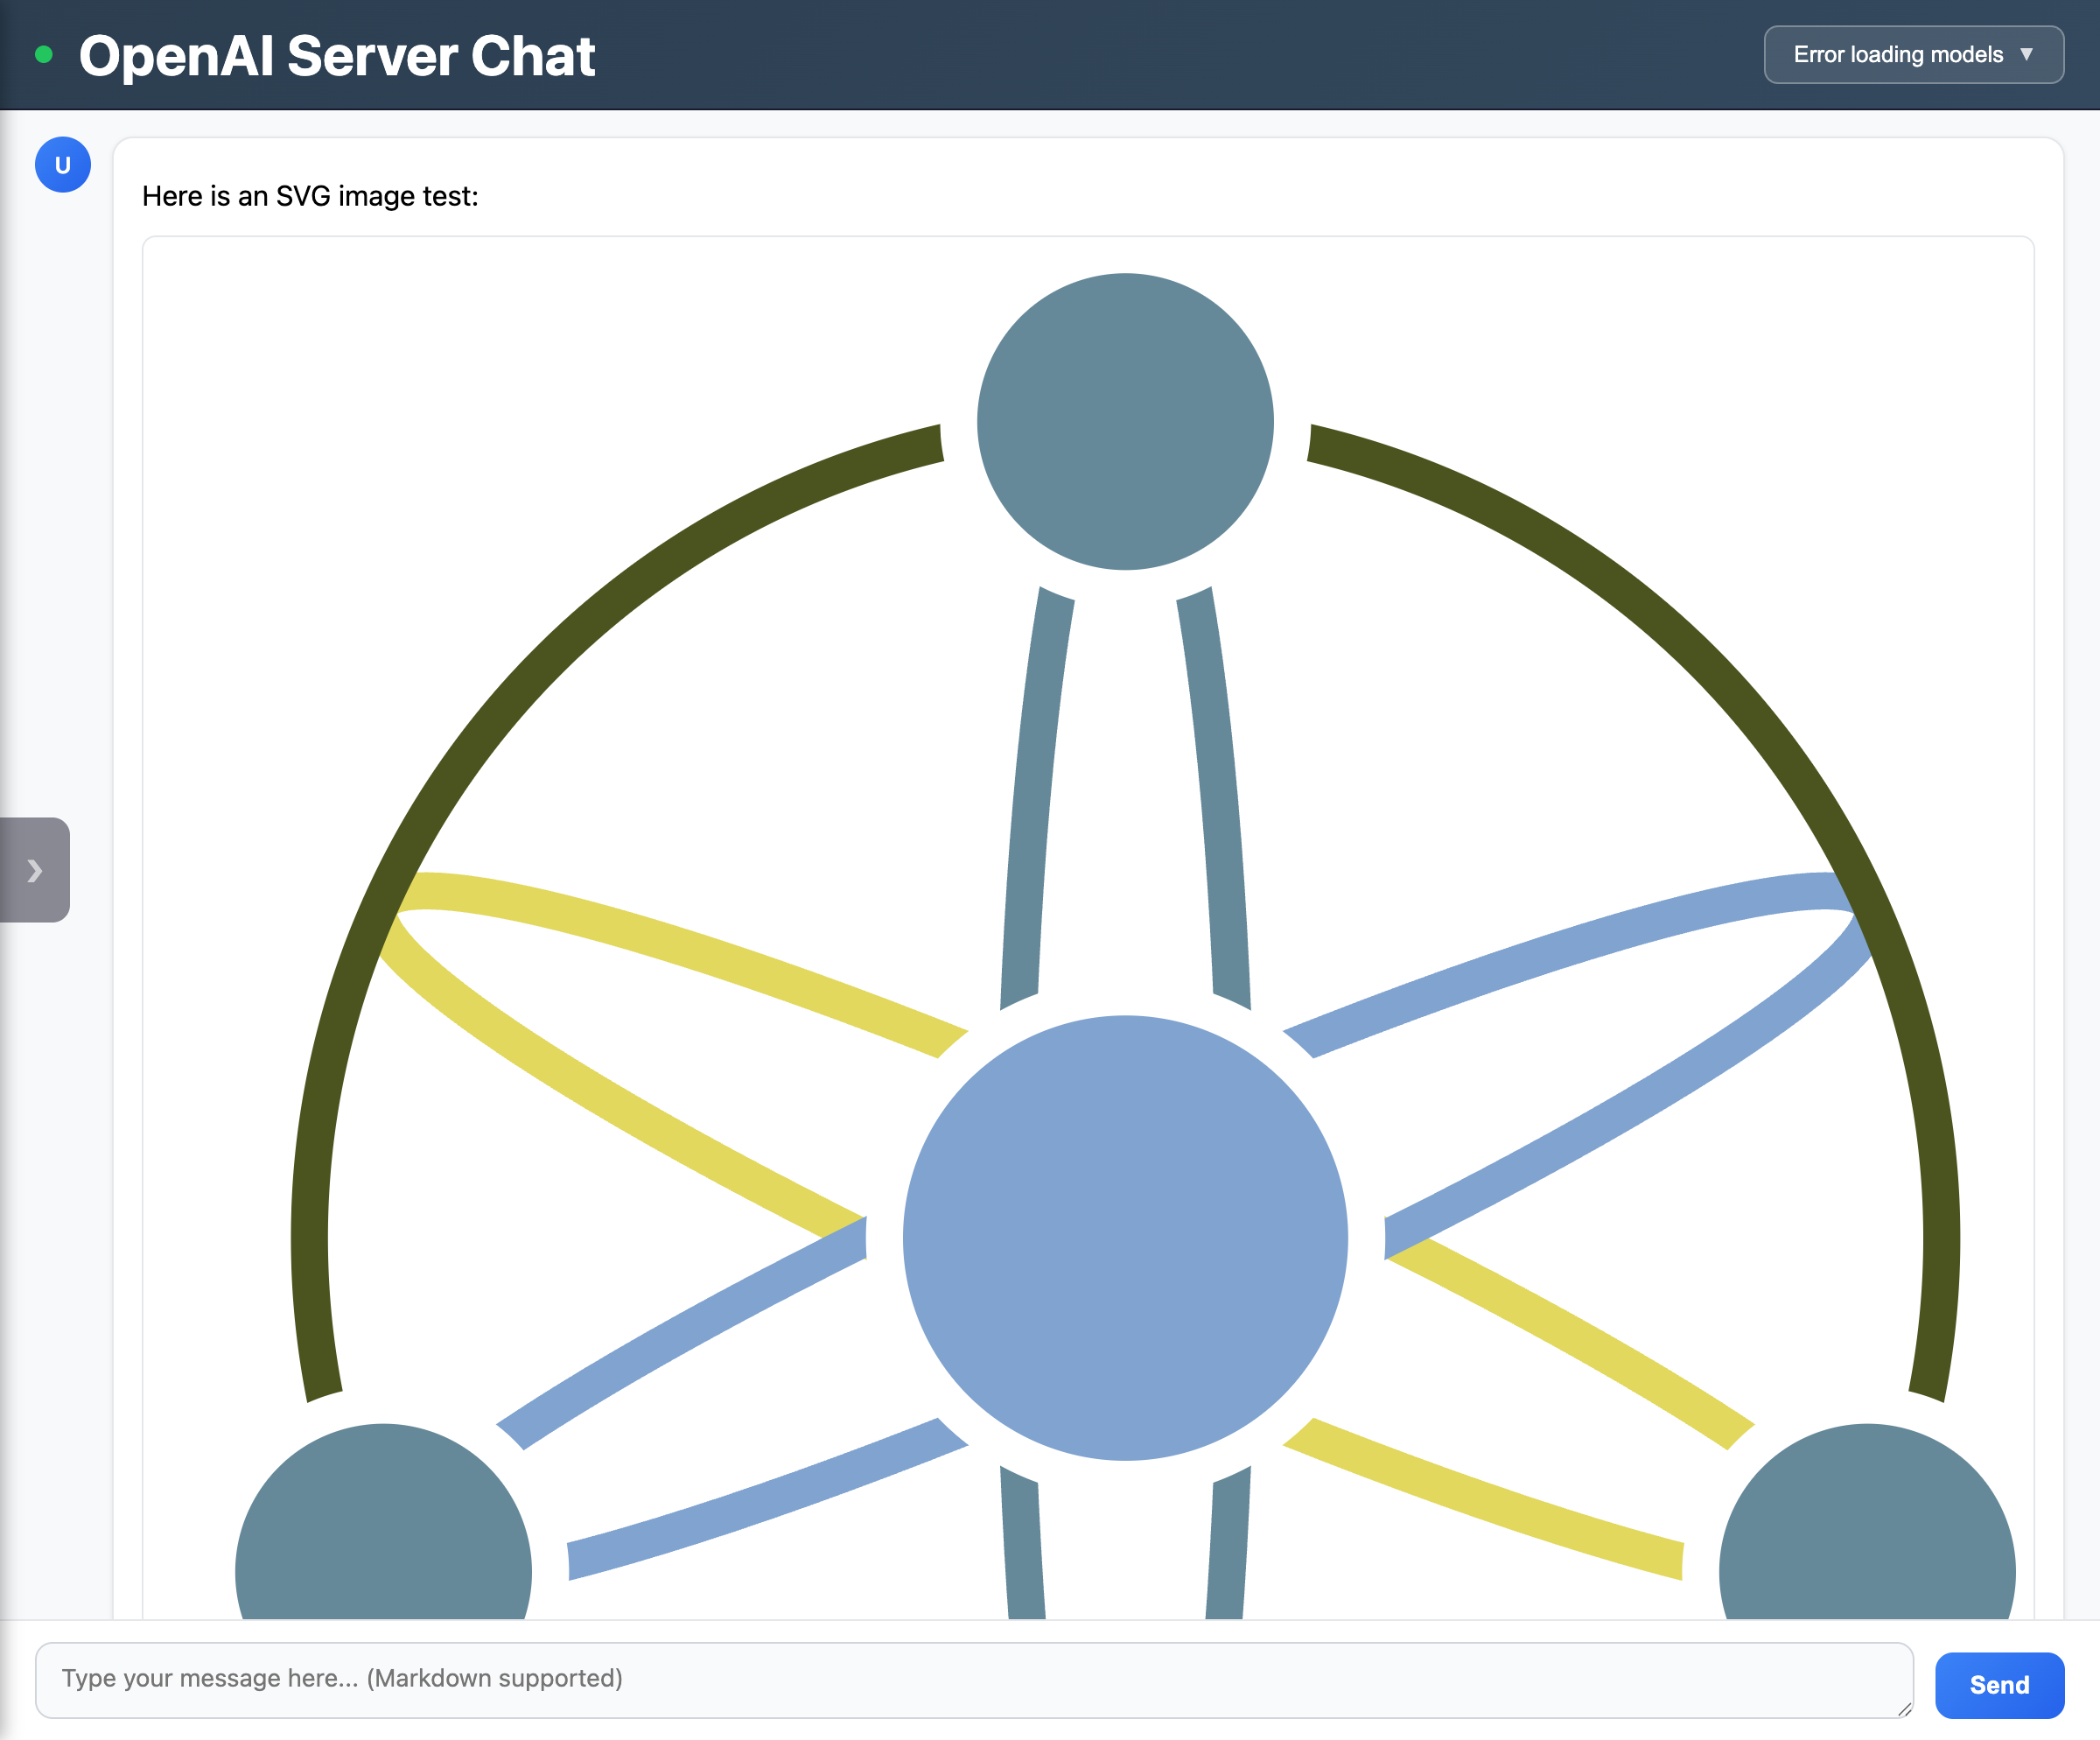 OpenAI Server Chat
Error loading models ▼
U
Here is an SVG image test:
❯
Type your message here... (Markdown supported)
Send